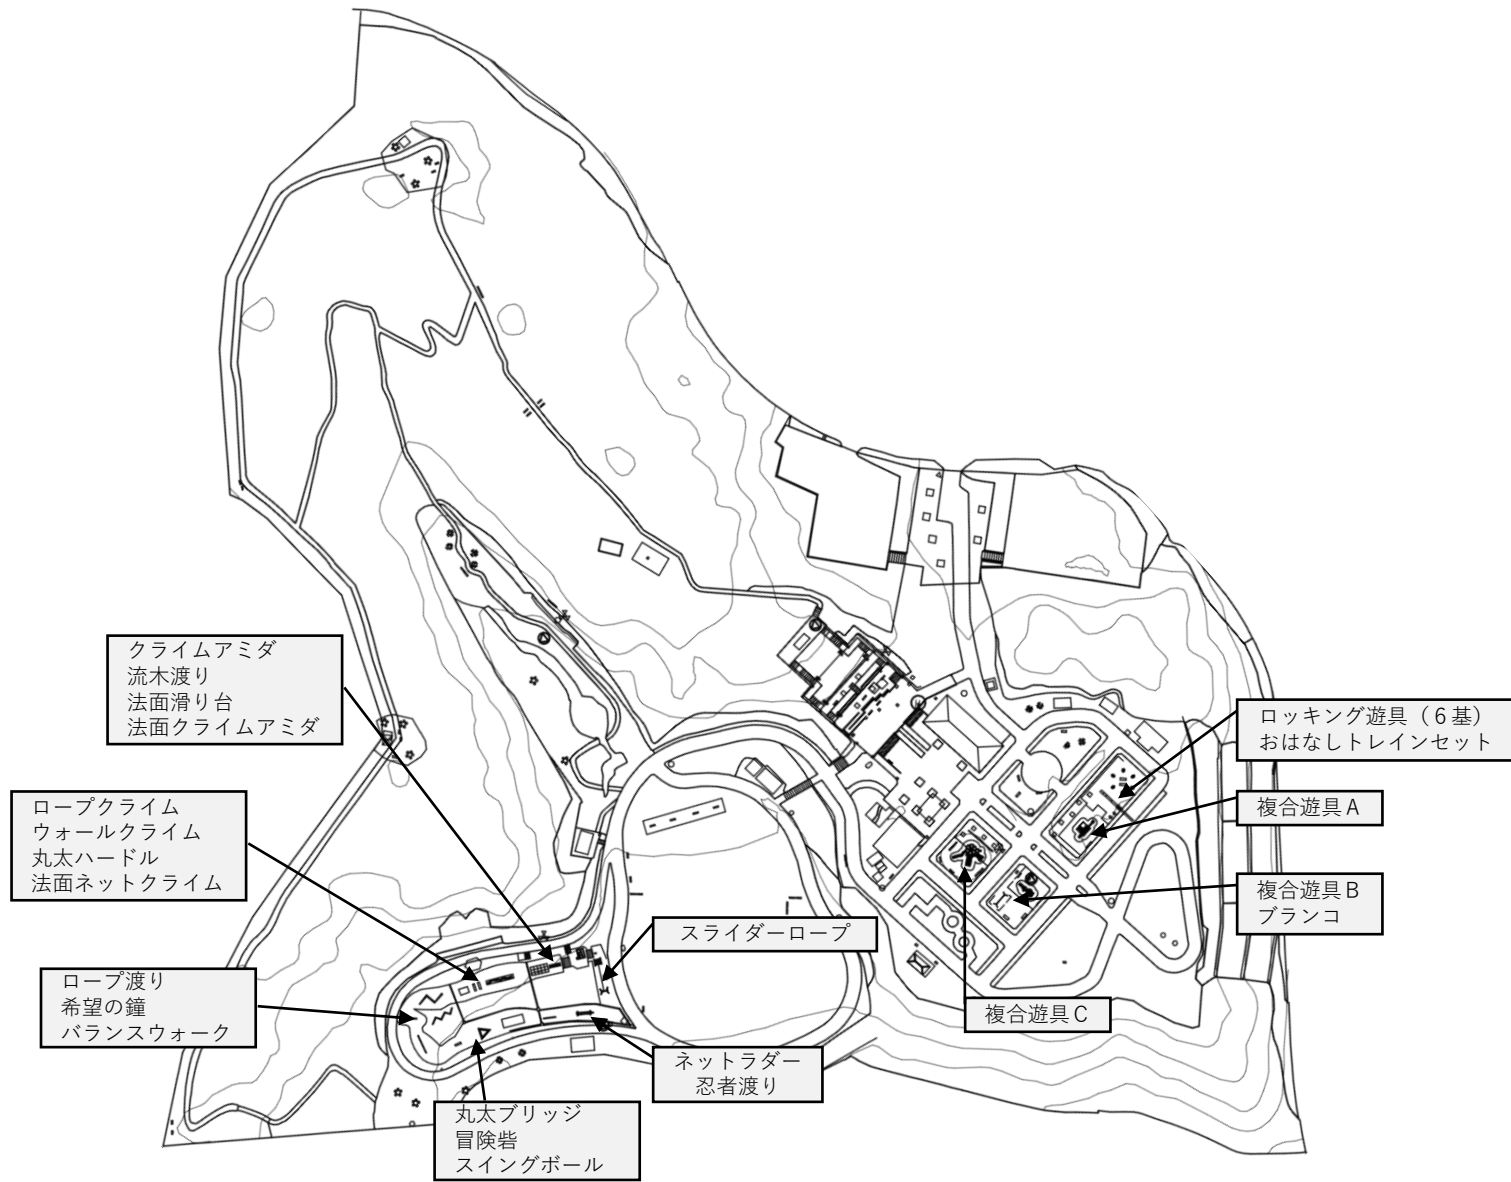 クライムアミダ
流木渡り
法面滑り台
法面クライムアミダ
ロッキング遊具（６基）
おはなしトレインセット
複合遊具Ａ
ロープクライム
ウォールクライム
丸太ハードル
法面ネットクライム
複合遊具Ｂ
ブランコ
スライダーロープ
ロープ渡り
希望の鐘
バランスウォーク
複合遊具Ｃ
ネットラダー
忍者渡り
丸太ブリッジ
冒険砦
スイングボール